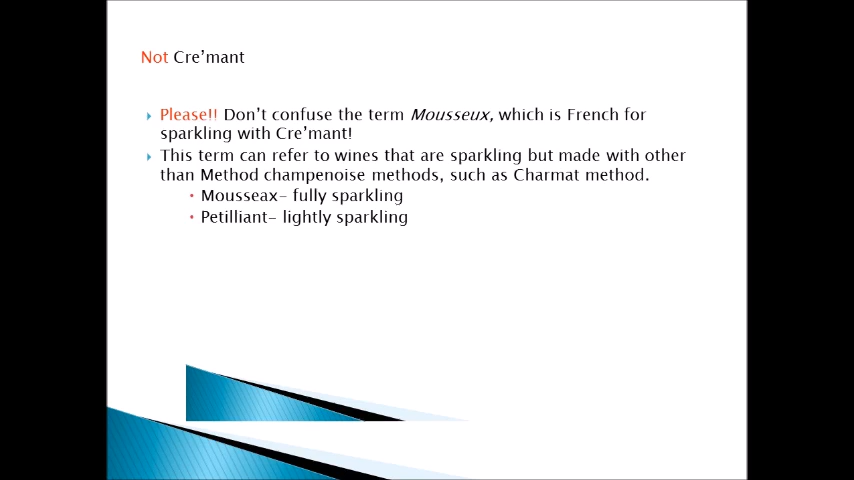 Not Cre’mant
Please!! Don’t confuse the term Mousseux, which is French for
sparkling with Cre’mant!
This term can refer to wines that are sparkling but made with other
than Method champenoise methods, such as Charmat method.
Mousseax- fully sparkling
Petilliant- lightly sparkling